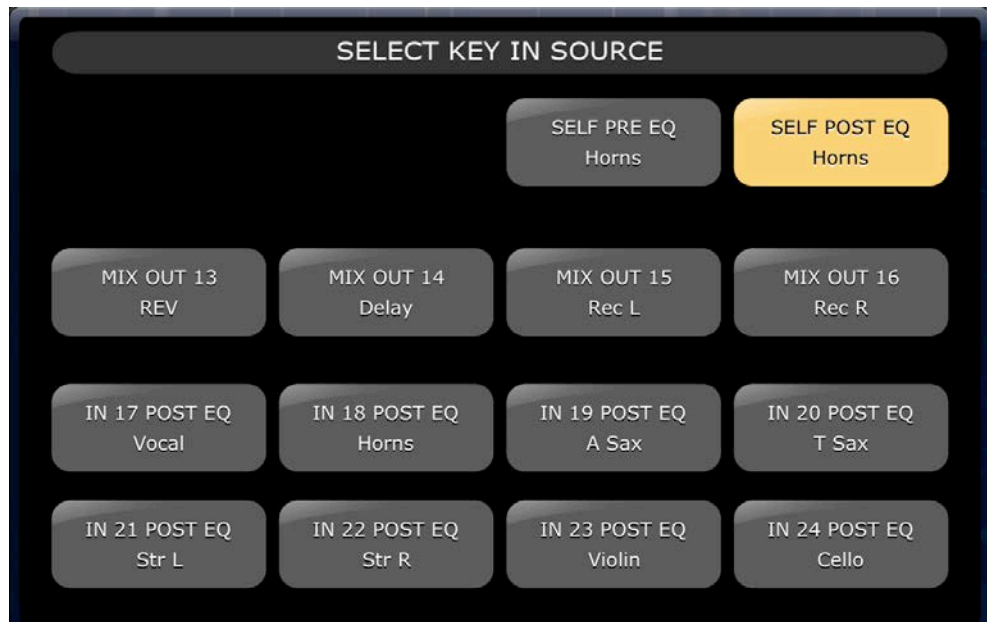 SELECT KEY IN SOURCE
SELF PRE EQ
Horns
SELF POST EQ
Horns
MIX OUT 13
REV
MIX OUT 14
Delay
MIX OUT 15
Rec L
MIX OUT 16
Rec R
IN 17 POST EQ
Vocal
IN 18 POST EQ
Horns
IN 19 POST EQ
A Sax
IN 20 POST EQ
T Sax
IN 21 POST EQ
Str L
IN 22 POST EQ
Str R
IN 23 POST EQ
Violin
IN 24 POST EQ
Cello